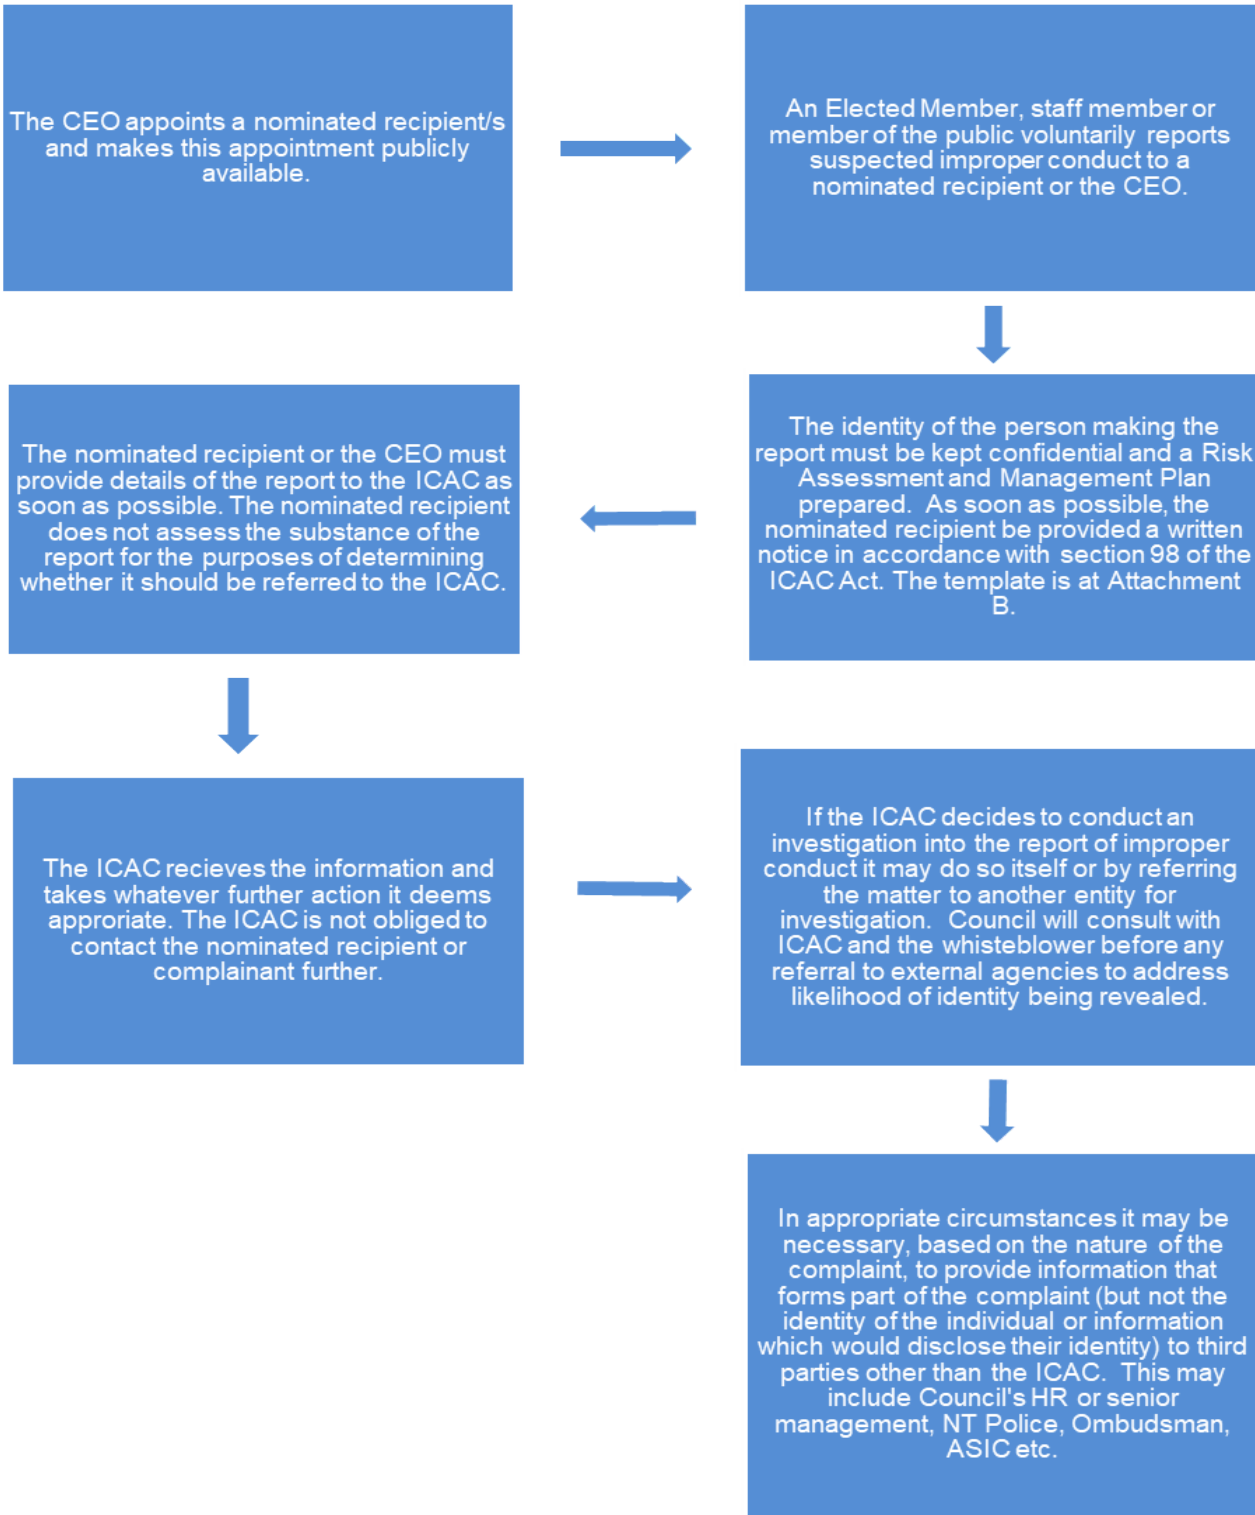 The CEO appoints a nominated recipient/s
and makes this appointment publicly
available.
An Elected Member, staff member or
member of the public voluntarily reports
suspected improper conduct to a
nominated recipient or the CEO.
The identity of the person making the
report must be kept confidential and a Risk
Assessment and Management Plan
prepared. As soon as possible, the
nominated recipient be provided a written
notice in accordance with section 98 of the
ICAC Act. The template is at Attachment
B.
The nominated recipient or the CEO must
provide details of the report to the ICAC as
soon as possible. The nominated recipient
does not assess the substance of the
report for the purposes of determining
whether it should be referred to the ICAC.
The ICAC recieves the information and
takes whatever further action it deems
approriate. The ICAC is not obliged to
contact the nominated recipient or
complainant further.
If the ICAC decides to conduct an
investigation into the report of improper
conduct it may do so itself or by referring
the matter to another entity for
investigation. Council will consult with
ICAC and the whisteblower before any
referral to external agencies to address
likelihood of identity being revealed.
In appropriate circumstances it may be
necessary, based on the nature of the
complaint, to provide information that
forms part of the complaint (but not the
identity of the individual or information
which would disclose their identity) to third
parties other than the ICAC. This may
include Council's HR or senior
management, NT Police, Ombudsman,
ASIC etc.